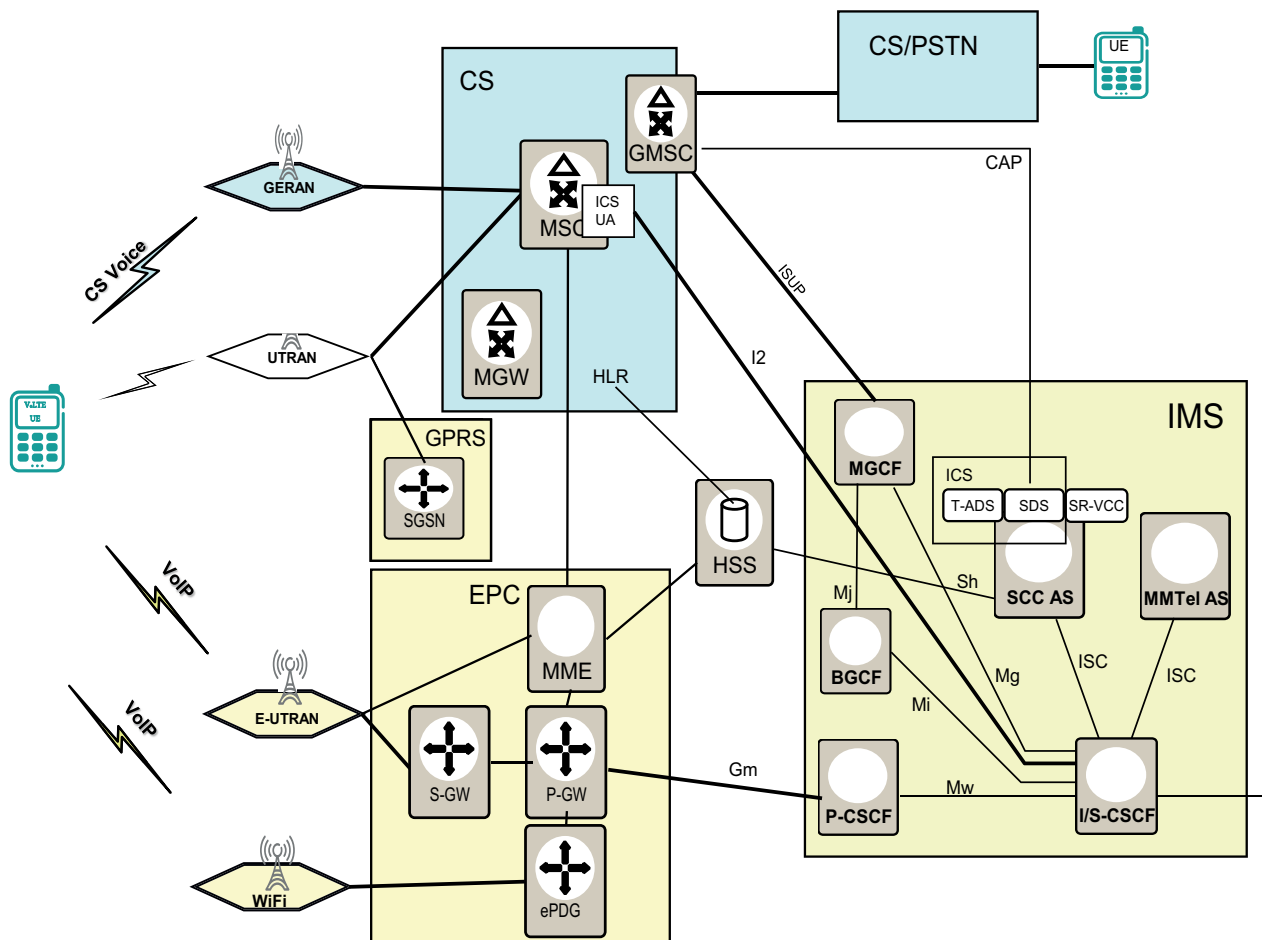 CS/PSTN
UE
CS
GMSC
CAP
GERAN
ICS
UA
MSC
CS Voice
ISUP
UTRAN
MGW
HLR
I2
IMS
VoLTE
UE
GPRS
MGCF
ICS
T-ADS
SDS
SR-VCC
SGSN
HSS
VoIP
EPC
Sh
SCC AS
MMTel AS
Mj
MME
BGCF
Mg
ISC
ISC
E-UTRAN
VoIP
Mi
S-GW
P-GW
Gm
Mw
P-CSCF
I/S-CSCF
WiFi
ePDG